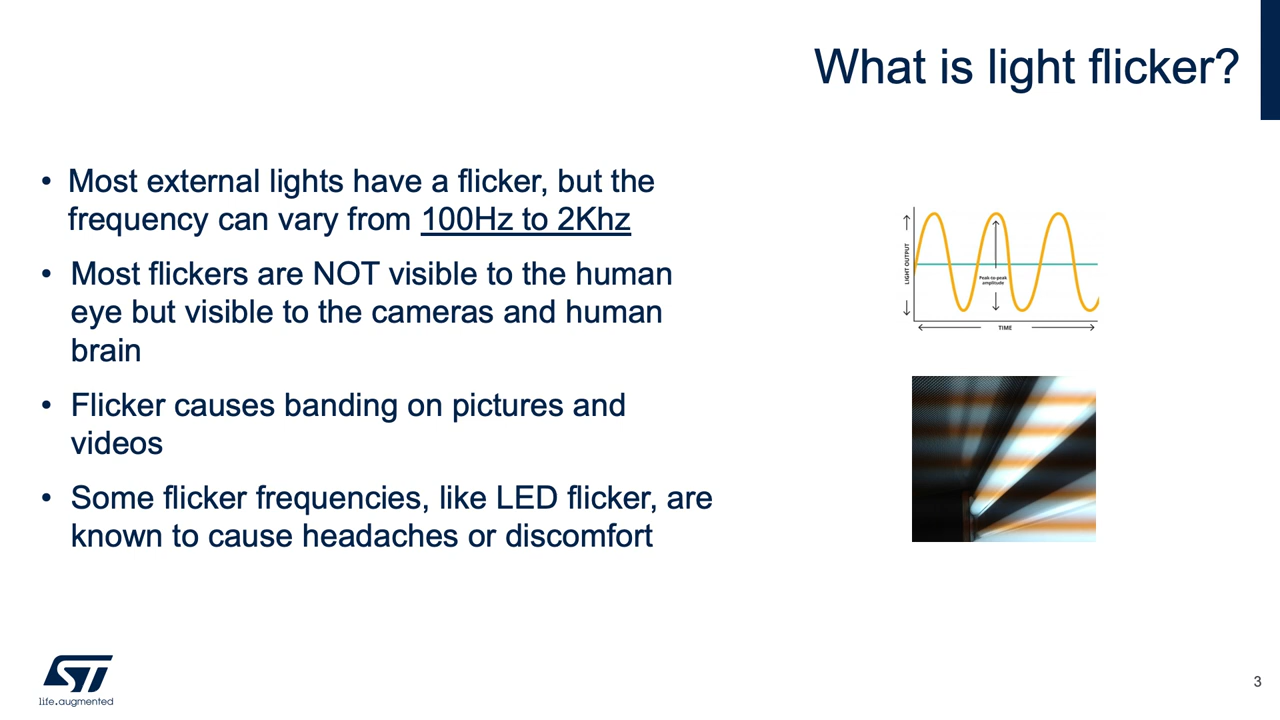 What is light flicker?
• Most external lights have a flicker, but the
frequency can vary from 100Hz to 2Khz
• Most flickers are NOT visible to the human
eye but visible to the cameras and human
brain
• Flicker causes banding on pictures and
videos
• Some flicker frequencies, like LED flicker, are
known to cause headaches or discomfort
LIGHT OUTPUT
Peak-to-peak
amplitude
TIME
ST
life.augmented
3